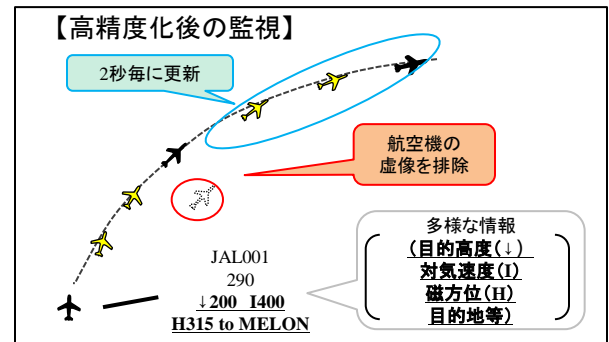 【高精度化後の監視】
2秒毎に更新
航空機の
虚像を排除
多様な情報
(目的高度(↓)
対気速度(I)
磁方位(H)
目的地等)
JAL001
290
↓200 I400
H315 to MELON